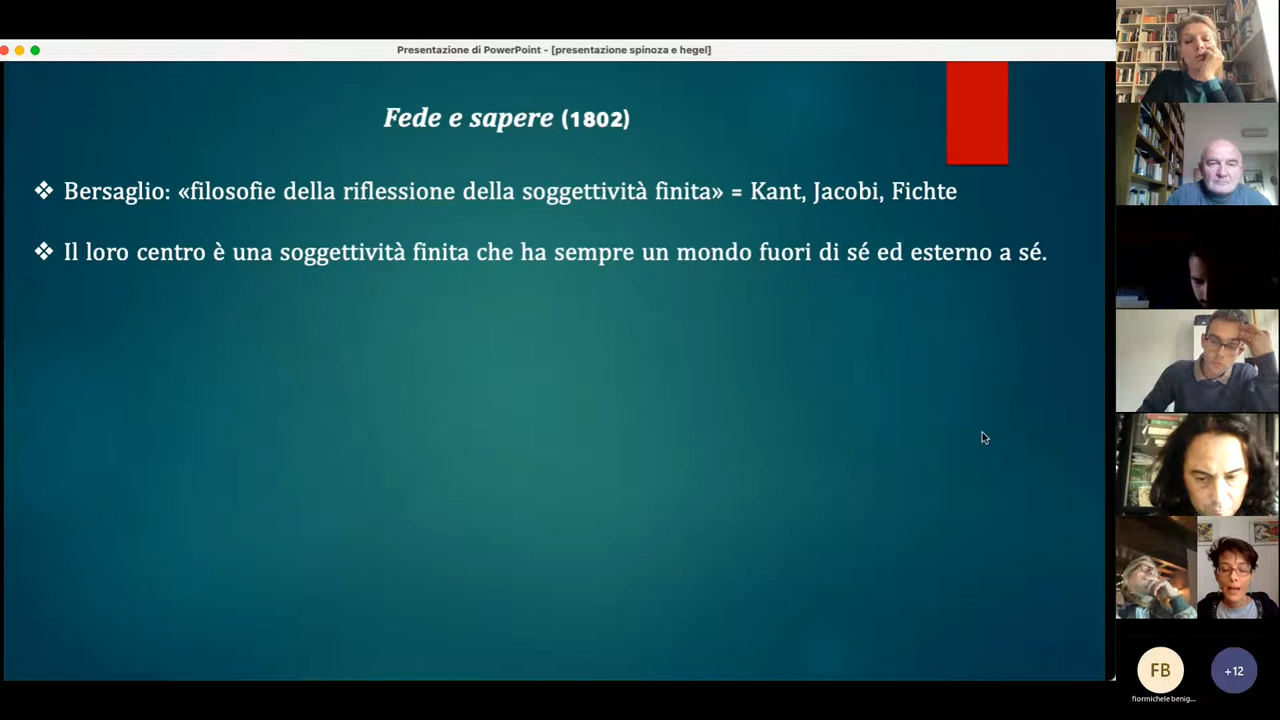 Presentazione di PowerPoint - [presentazione spinoza e hegel]
Fede e sapere (1802)
❖ Bersaglio: «filosofie della riflessione della soggettività finita» = Kant, Jacobi, Fichte
❖ Il loro centro è una soggettività finita che ha sempre un mondo fuori di sé ed esterno a sé.
FB
+12
fiormichele benig...